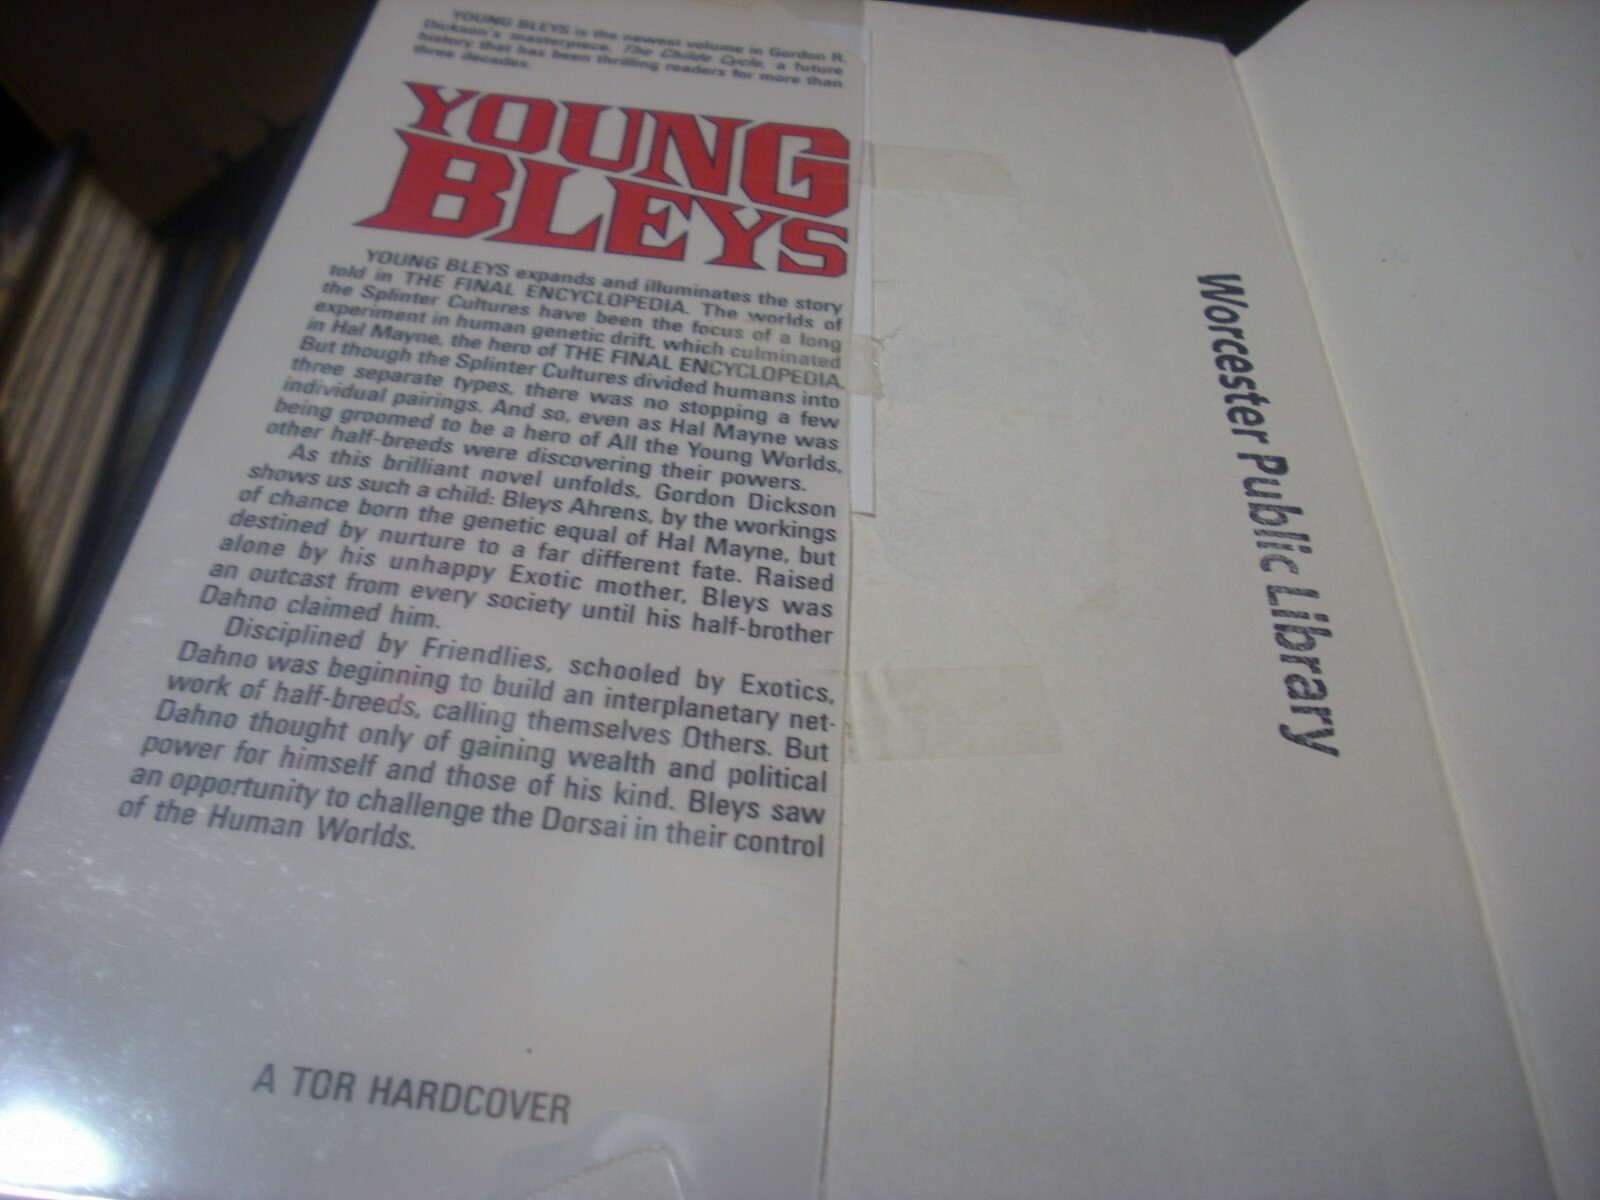 YOUNG BLEYS is the newest volume in Gordon R.
Dickson's masterpiece, The Childe Cycle, a future
history that has been thrilling readers for more than
three decades.
YOUNG
BLEYS
YOUNG BLEYS expands and illuminates the story
told in THE FINAL ENCYCLOPEDIA. The worlds of
the Splinter Cultures have been the focus of a long
experiment in human genetic drift, which culminated
in Hal Mayne, the hero of THE FINAL ENCYCLOPEDIA.
But though the Splinter Cultures divided humans into
three separate types, there was no stopping a few
individual pairings. And so, even as Hal Mayne was
being groomed to be a hero of All the Young Worlds,
other half-breeds were discovering their powers.
As this brilliant novel unfolds, Gordon Dickson
shows us such a child: Bleys Ahrens, by the workings
of chance born the genetic equal of Hal Mayne, but
destined by nurture to a far different fate. Raised
alone by his unhappy Exotic mother, Bleys was
an outcast from every society until his half-brother
Dahno claimed him.
Disciplined by Friendlies, schooled by Exotics,
Dahno was beginning to build an interplanetary net-
work of half-breeds, calling themselves Others. But
Dahno thought only of gaining wealth and political
power for himself and those of his kind. Bleys saw
an opportunity to challenge the Dorsai in their control
of the Human Worlds.
A TOR HARDCOVER
Worcester Public Library